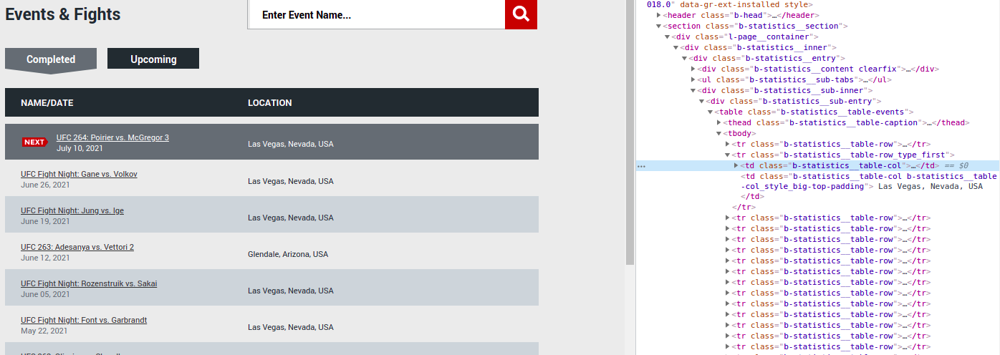 Events & Fights
Enter Event Name...
Completed
Upcoming
NAME/DATE LOCATION
NEXT UFC 264: Poirier vs. McGregor 3
July 10, 2021
Las Vegas, Nevada, USA
UFC Fight Night: Gane vs. Volkov
June 26, 2021
Las Vegas, Nevada, USA
UFC Fight Night: Jung vs. Ige
June 19, 2021
Las Vegas, Nevada, USA
UFC 263: Adesanya vs. Vettori 2
June 12, 2021
Glendale, Arizona, USA
UFC Fight Night: Rozenstruik vs. Sakai
June 05, 2021
Las Vegas, Nevada, USA
UFC Fight Night: Font vs. Garbrandt
May 22, 2021
Las Vegas, Nevada, USA
018.0" data-gr-ext-installed style>
<header class="b-head">…</header>
<section class="b-statistics__section">
<div class="l-page__container">
<div class="b-statistics__inner">
<div class="b-statistics__entry">
<div class="b-statistics__content clearfix">…</div>
<ul class="b-statistics__sub-tabs">…</ul>
<div class="b-statistics__sub-inner">
<div class="b-statistics__sub-entry">
<table class="b-statistics__table-events">
<thead class="b-statistics__table-caption">…</thead>
<tbody>
<tr class="b-statistics__table-row">…</tr>
<tr class="b-statistics__table-row_type_first">
… <td class="b-statistics__table-col">…</td> == $0
<td class="b-statistics__table-col b-statistics__table
-col_style_big-top-padding"> Las Vegas, Nevada, USA
</td>
</tr>
<tr class="b-statistics__table-row">…</tr>
<tr class="b-statistics__table-row">…</tr>
<tr class="b-statistics__table-row">…</tr>
<tr class="b-statistics__table-row">…</tr>
<tr class="b-statistics__table-row">…</tr>
<tr class="b-statistics__table-row">…</tr>
<tr class="b-statistics__table-row">…</tr>
<tr class="b-statistics__table-row">…</tr>
<tr class="b-statistics__table-row">…</tr>
<tr class="b-statistics__table-row">…</tr>
<tr class="b-statistics__table-row">…</tr>
<tr class="b-statistics__table-row">…</tr>
<tr class="b-statistics__table-row">…</tr>